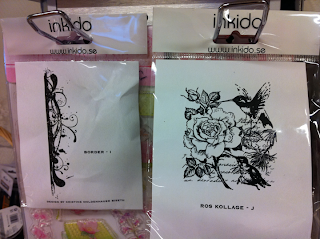 inkido
www.inkido.se
BORDER - I
inkido
www.inkido.se
ROS KOLLAGE - J